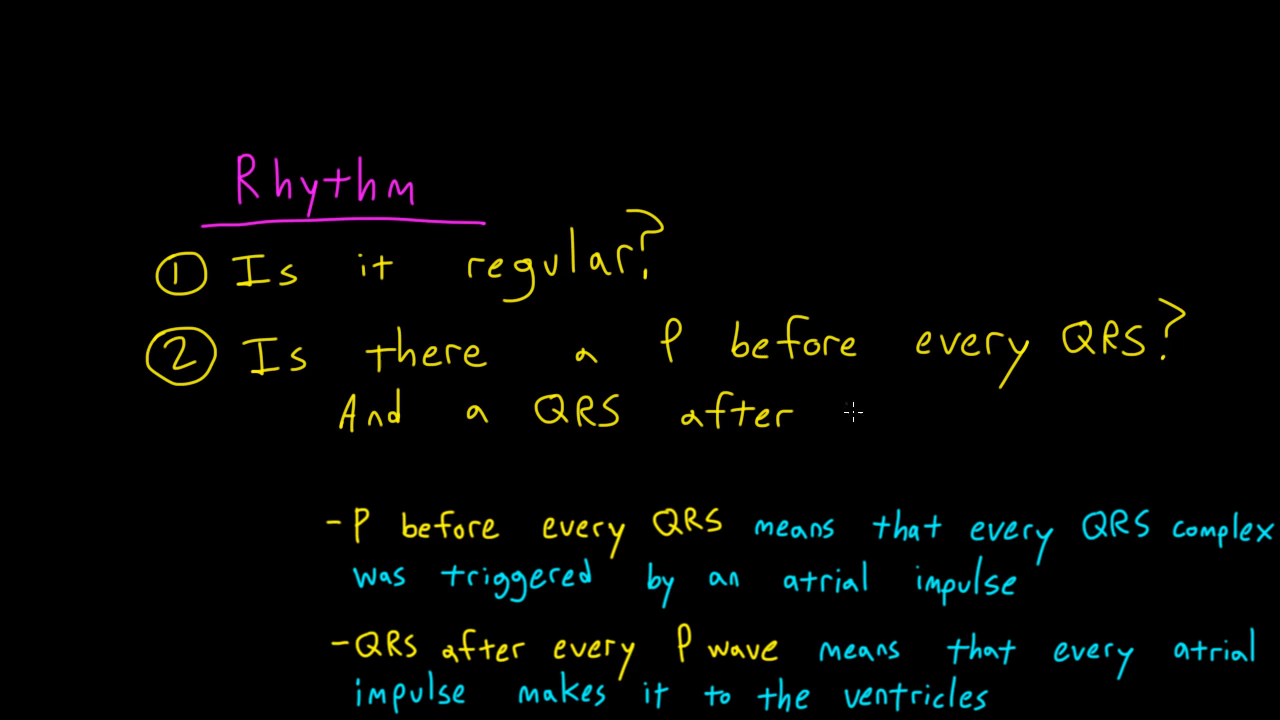 Rhythm
① Is it regular?
② Is there a P before every QRS?
And a QRS after
- P before every QRS means that every QRS complex
was triggered by an atrial impulse
- QRS after every P wave means that every atrial
impulse makes it to the ventricles